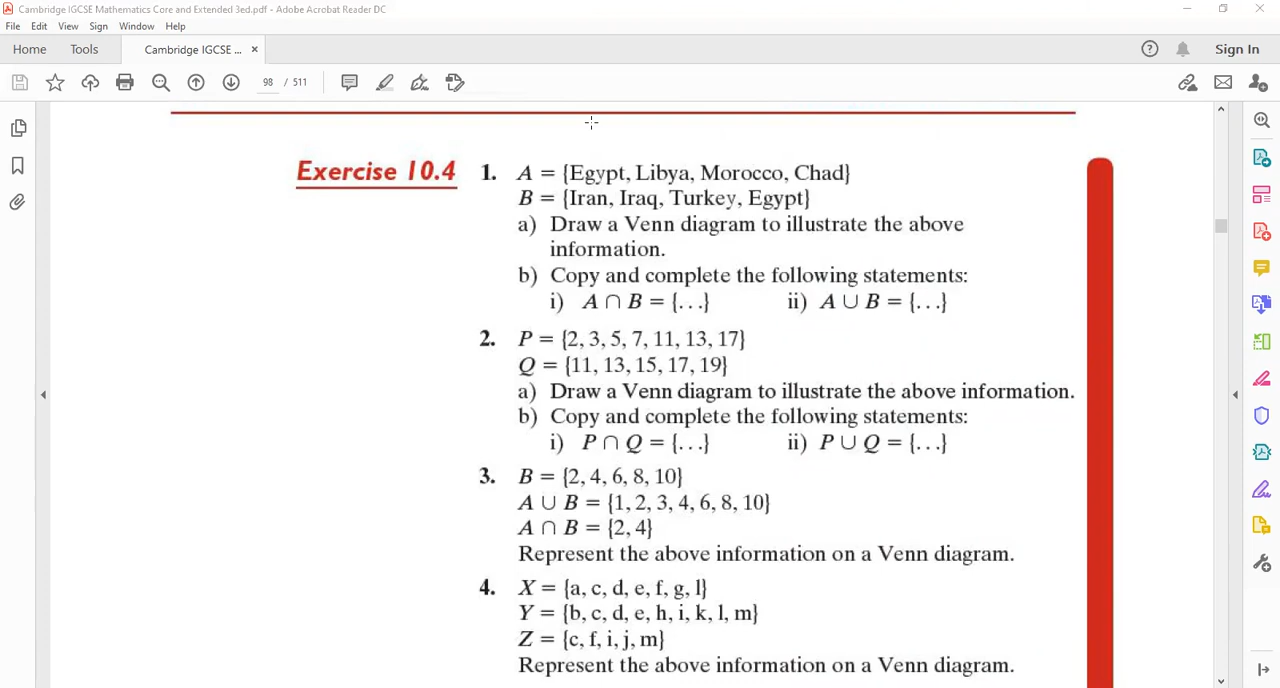 Cambridge IGCSE Mathematics Core and Extended 3ed.pdf - Adobe Acrobat Reader DC
File Edit View Sign Window Help
Home Tools Cambridge IGCSE ... × Sign In
98 / 511
Exercise 10.4
1. A = {Egypt, Libya, Morocco, Chad}
B = {Iran, Iraq, Turkey, Egypt}
a) Draw a Venn diagram to illustrate the above
information.
b) Copy and complete the following statements:
i) A ∩ B = {...} ii) A ∪ B = {...}
2. P = {2, 3, 5, 7, 11, 13, 17}
Q = {11, 13, 15, 17, 19}
a) Draw a Venn diagram to illustrate the above information.
b) Copy and complete the following statements:
i) P ∩ Q = {...} ii) P ∪ Q = {...}
3. B = {2, 4, 6, 8, 10}
A ∪ B = {1, 2, 3, 4, 6, 8, 10}
A ∩ B = {2, 4}
Represent the above information on a Venn diagram.
4. X = {a, c, d, e, f, g, l}
Y = {b, c, d, e, h, i, k, l, m}
Z = {c, f, i, j, m}
Represent the above information on a Venn diagram.